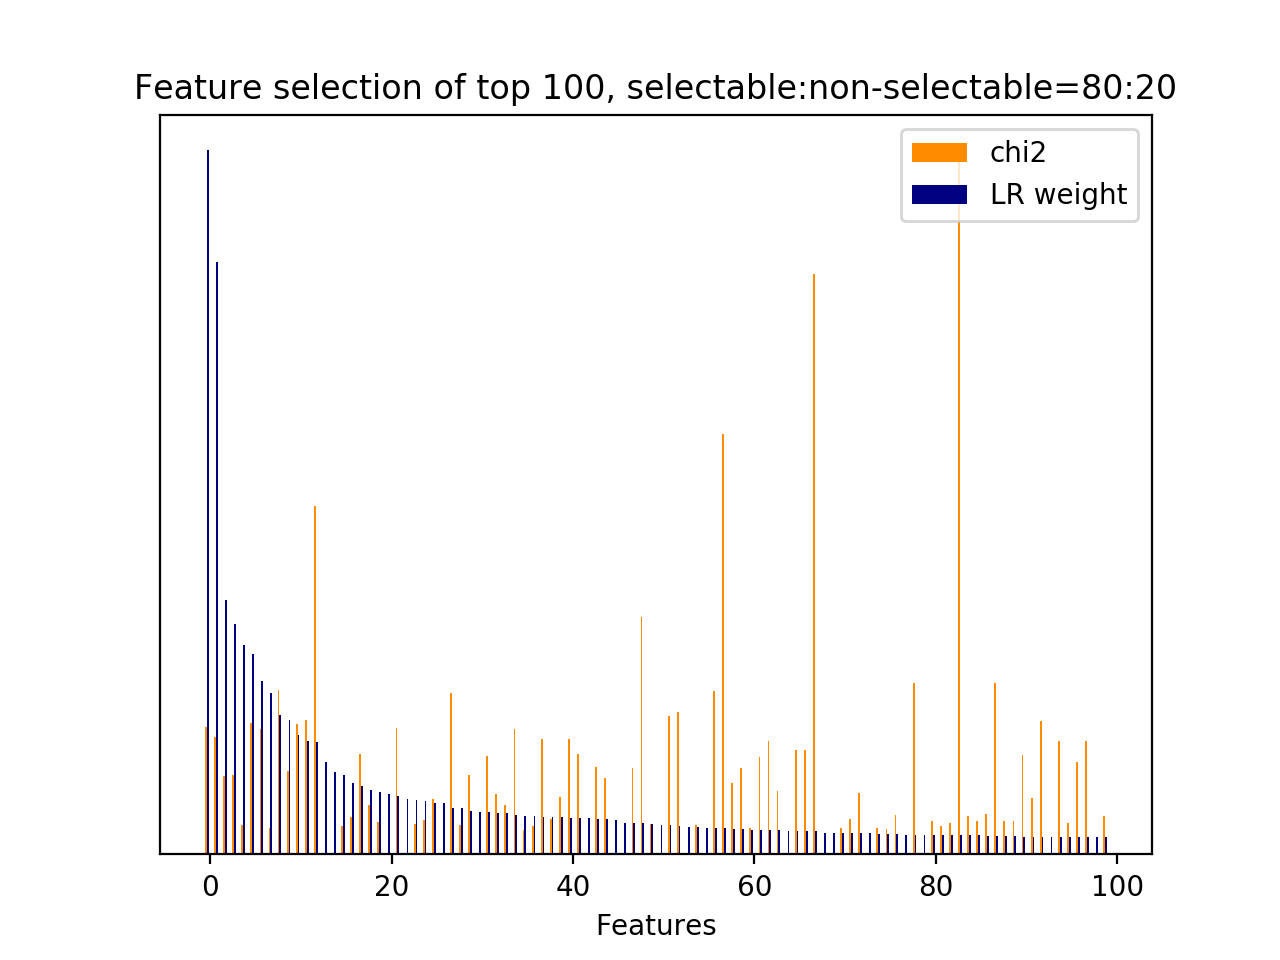 Feature selection of top 100, selectable:non-selectable=80:20
chi2
LR weight
0 20 40 60 80 100
Features